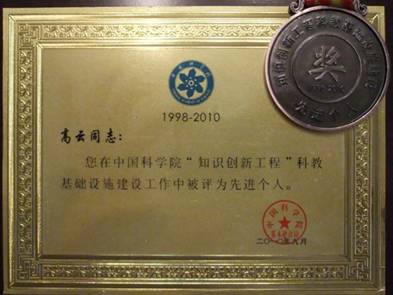 1998-2010
高云同志:
您在中国科学院“知识创新工程”科教
基础设施建设工作中被评为先进个人。
中国科学院
二〇一〇年九月
奖
先进个人